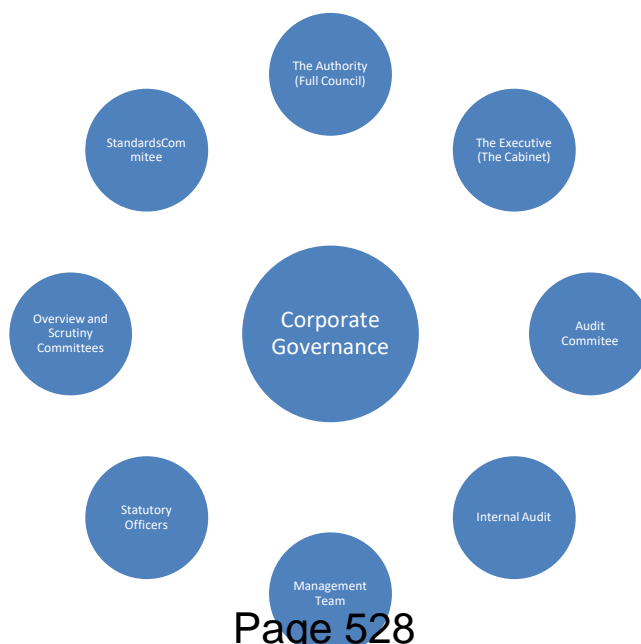 The Authority
(Full Council)
StandardsCom
mitee
The Executive
(The Cabinet)
Overview and
Scrutiny
Committees
Corporate
Governance
Audit
Commitee
Statutory
Officers
Internal Audit
Management
Team
Page 528